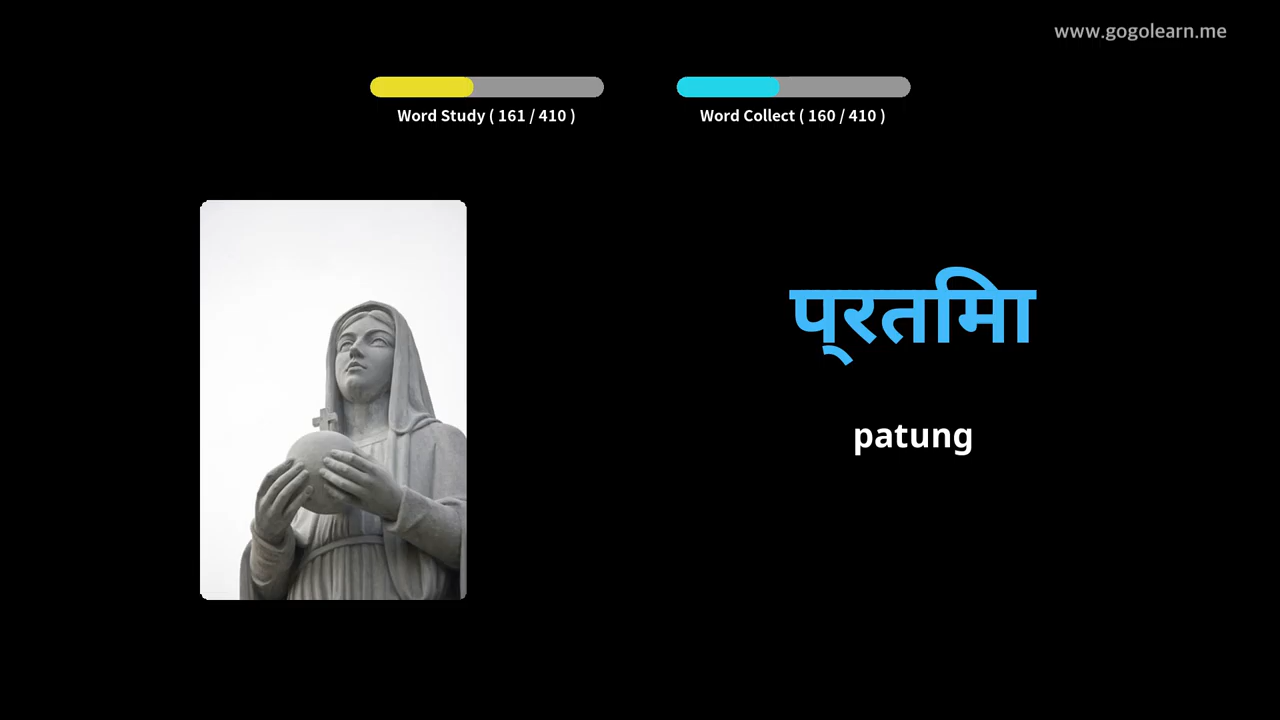 www.gogolearn.me
Word Study ( 161 / 410 )
Word Collect ( 160 / 410 )
प्रतिमा
patung